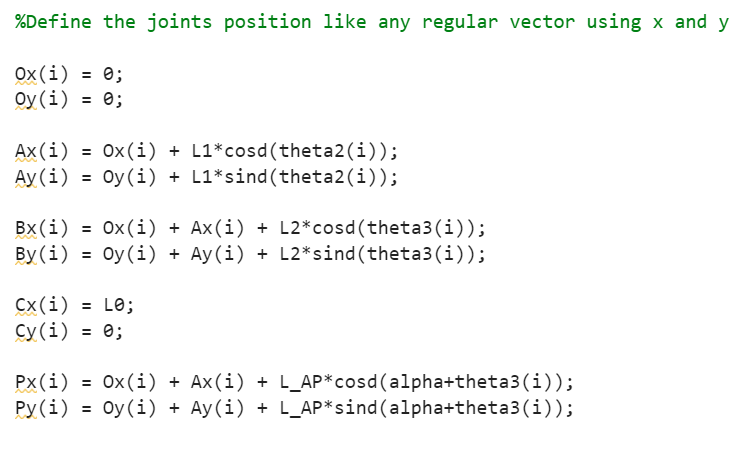 %Define the joints position like any regular vector using x and y
Ox(i) = 0;
Oy(i) = 0;
Ax(i) = Ox(i) + L1*cosd(theta2(i));
Ay(i) = Oy(i) + L1*sind(theta2(i));
Bx(i) = Ox(i) + Ax(i) + L2*cosd(theta3(i));
By(i) = Oy(i) + Ay(i) + L2*sind(theta3(i));
Cx(i) = L0;
Cy(i) = 0;
Px(i) = Ox(i) + Ax(i) + L_AP*cosd(alpha+theta3(i));
Py(i) = Oy(i) + Ay(i) + L_AP*sind(alpha+theta3(i));